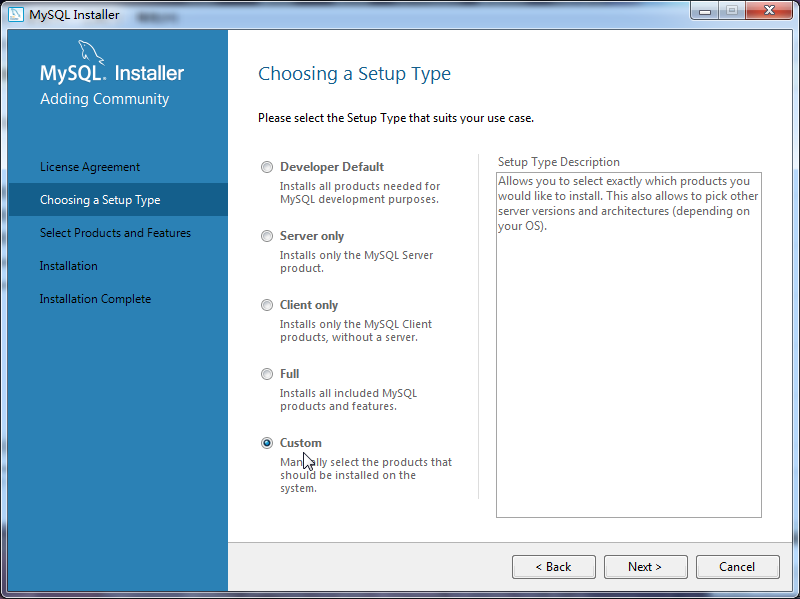 MySQL Installer
MySQL. Installer
Adding Community
License Agreement
Choosing a Setup Type
Select Products and Features
Installation
Installation Complete
Choosing a Setup Type
Please select the Setup Type that suits your use case.
Developer Default
Installs all products needed for
MySQL development purposes.
Server only
Installs only the MySQL Server
product.
Client only
Installs only the MySQL Client
products, without a server.
Full
Installs all included MySQL
products and features.
Custom
Manually select the products that
should be installed on the
system.
Setup Type Description
Allows you to select exactly which products you
would like to install. This also allows to pick other
server versions and architectures (depending on
your OS).
< Back
Next >
Cancel